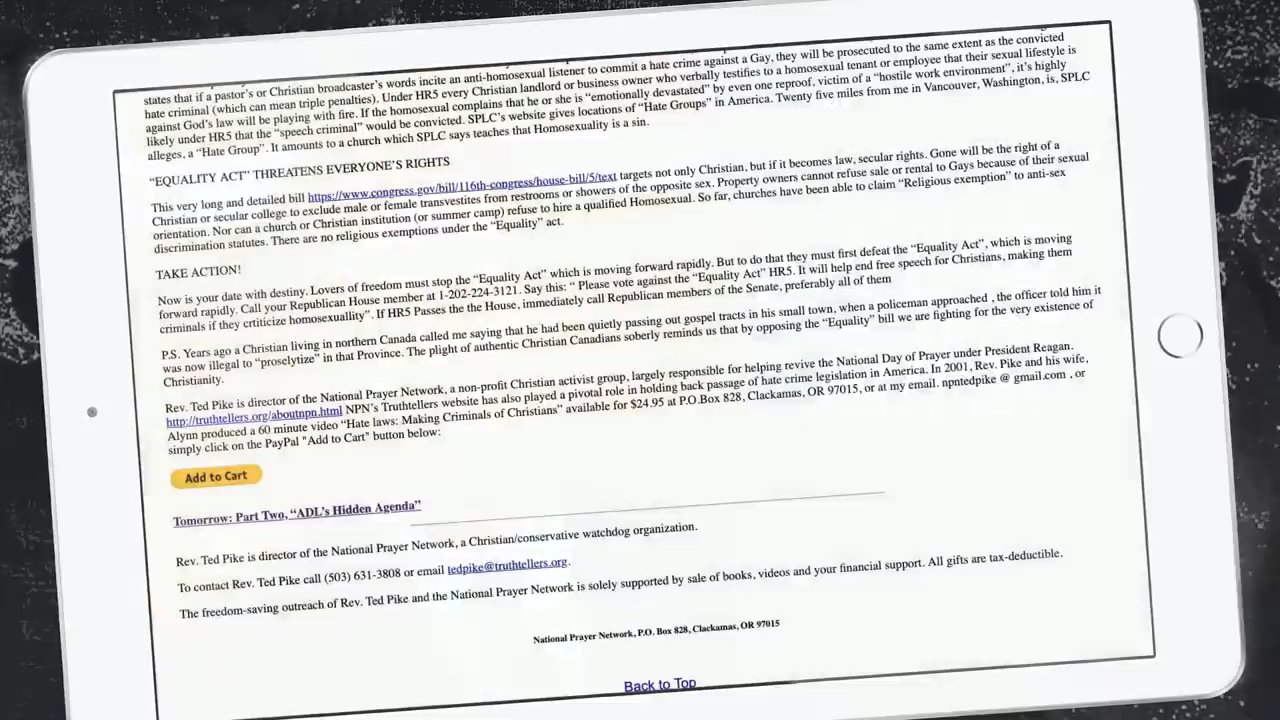 states that if a pastor's or Christian broadcaster's words incite an anti-homosexual listener to commit a hate crime against a Gay, they will be prosecuted to the same extent as the convicted
hate criminal (which can mean triple penalties). Under HR5 every Christian landlord or business owner who verbally testifies to a homosexual tenant or employee that their sexual lifestyle is
against God's law will be playing with fire. If the homosexual complains that he or she is "emotionally devastated" by even one reproof, victim of a "hostile work environment", it's highly
likely under HR5 that the "speech criminal" would be convicted. SPLC's website gives locations of "Hate Groups" in America. Twenty five miles from me in Vancouver, Washington, is, SPLC
alleges, a "Hate Group". It amounts to a church which SPLC says teaches that Homosexuality is a sin.
"EQUALITY ACT' THREATENS EVERYONE'S RIGHTS
This very long and detailed bill https://www.congress.gov/bill/116th-congress/house-bill/5/text targets not only Christian, but if it becomes law, secular rights. Gone will be the right of a
Christian or secular college to exclude male or female transvestites from restrooms or showers of the opposite sex. Property owners cannot refuse sale or rental to Gays because of their sexual
orientation. Nor can a church or Christian institution (or summer camp) refuse to hire a qualified Homosexual. So far, churches have been able to claim "Religious exemption" to anti-sex
discrimination statutes. There are no religious exemptions under the "Equality" act.
TAKE ACTION!
Now is your date with destiny. Lovers of freedom must stop the "Equality Act" which is moving forward rapidly. But to do that they must first defeat the "Equality Act", which is moving
forward rapidly. Call your Republican House member at 1-202-224-3121. Say this: " Please vote against the "Equality Act" HR5. It will help end free speech for Christians, making them
criminals if they crticicize homosexuallity". If HR5 Passes the the House, immediately call Republican members of the Senate, preferably all of them
P.S. Years ago a Christian living in northern Canada called me saying that he had been quietly passing out gospel tracts in his small town, when a policeman approached , the officer told him it
was now illegal to "proselytize" in that Province. The plight of authentic Christian Canadians soberly reminds us that by opposing the "Equality" bill we are fighting for the very existence of
Christianity.
Rev. Ted Pike is director of the National Prayer Network, a non-profit Christian activist group, largely responsible for helping revive the National Day of Prayer under President Reagan.
http://truthtellers.org/aboutnpn.html NPN's Truthtellers website has also played a pivotal role in holding back passage of hate crime legislation in America. In 2001, Rev. Pike and his wife,
Alynn produced a 60 minute video "Hate laws: Making Criminals of Christians" available for $24.95 at P.O.Box 828, Clackamas, OR 97015, or at my email. npntedpike @ gmail.com , or
simply click on the PayPal "Add to Cart" button below:
Add to Cart
Tomorrow: Part Two, "ADL's Hidden Agenda"
Rev. Ted Pike is director of the National Prayer Network, a Christian/conservative watchdog organization.
To contact Rev. Ted Pike call (503) 631-3808 or email tedpike@truthtellers.org.
The freedom-saving outreach of Rev. Ted Pike and the National Prayer Network is solely supported by sale of books, videos and your financial support. All gifts are tax-deductible.
National Prayer Network, P.O. Box 828, Clackamas, OR 97015
Back to Top